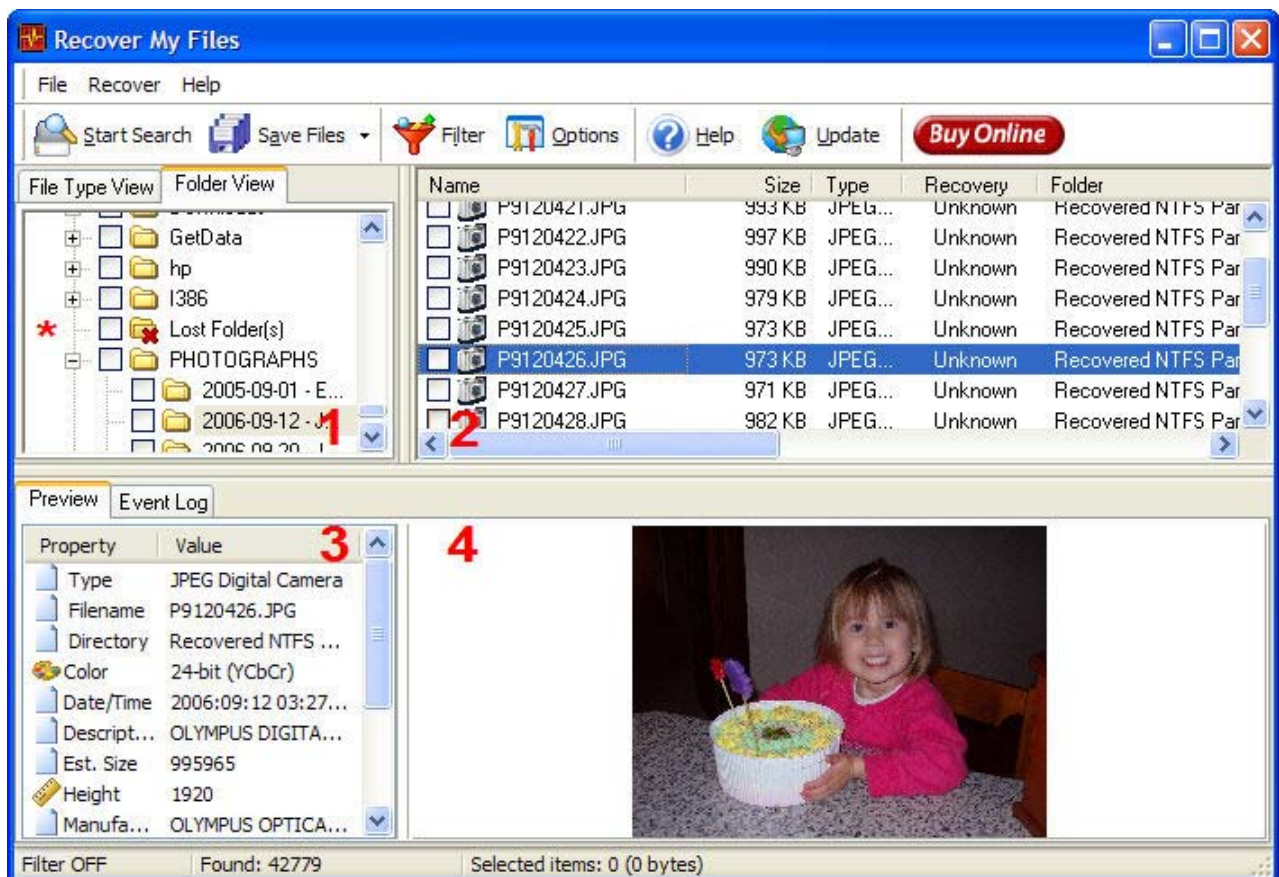 Recover My Files
File Recover Help
Start Search Save Files Filter Options Help Update Buy Online
File Type View Folder View
GetData
hp
I386
* Lost Folder(s)
PHOTOGRAPHS
2005-09-01 - E...
2006-09-12 - J...
1
Name Size Type Recovery Folder
P9120421.JPG 993 KB JPEG... Unknown Recovered NTFS Par
P9120422.JPG 997 KB JPEG... Unknown Recovered NTFS Par
P9120423.JPG 990 KB JPEG... Unknown Recovered NTFS Par
P9120424.JPG 979 KB JPEG... Unknown Recovered NTFS Par
P9120425.JPG 973 KB JPEG... Unknown Recovered NTFS Par
P9120426.JPG 973 KB JPEG... Unknown Recovered NTFS Par
P9120427.JPG 971 KB JPEG... Unknown Recovered NTFS Par
P9120428.JPG 982 KB JPEG... Unknown Recovered NTFS Par
2
Preview Event Log
Property Value
3
Type JPEG Digital Camera
Filename P9120426.JPG
Directory Recovered NTFS ...
Color 24-bit (YCbCr)
Date/Time 2006:09:12 03:27...
Descript... OLYMPUS DIGITA...
Est. Size 995965
Height 1920
Manufa... OLYMPUS OPTICA...
4
Filter OFF Found: 42779 Selected items: 0 (0 bytes)